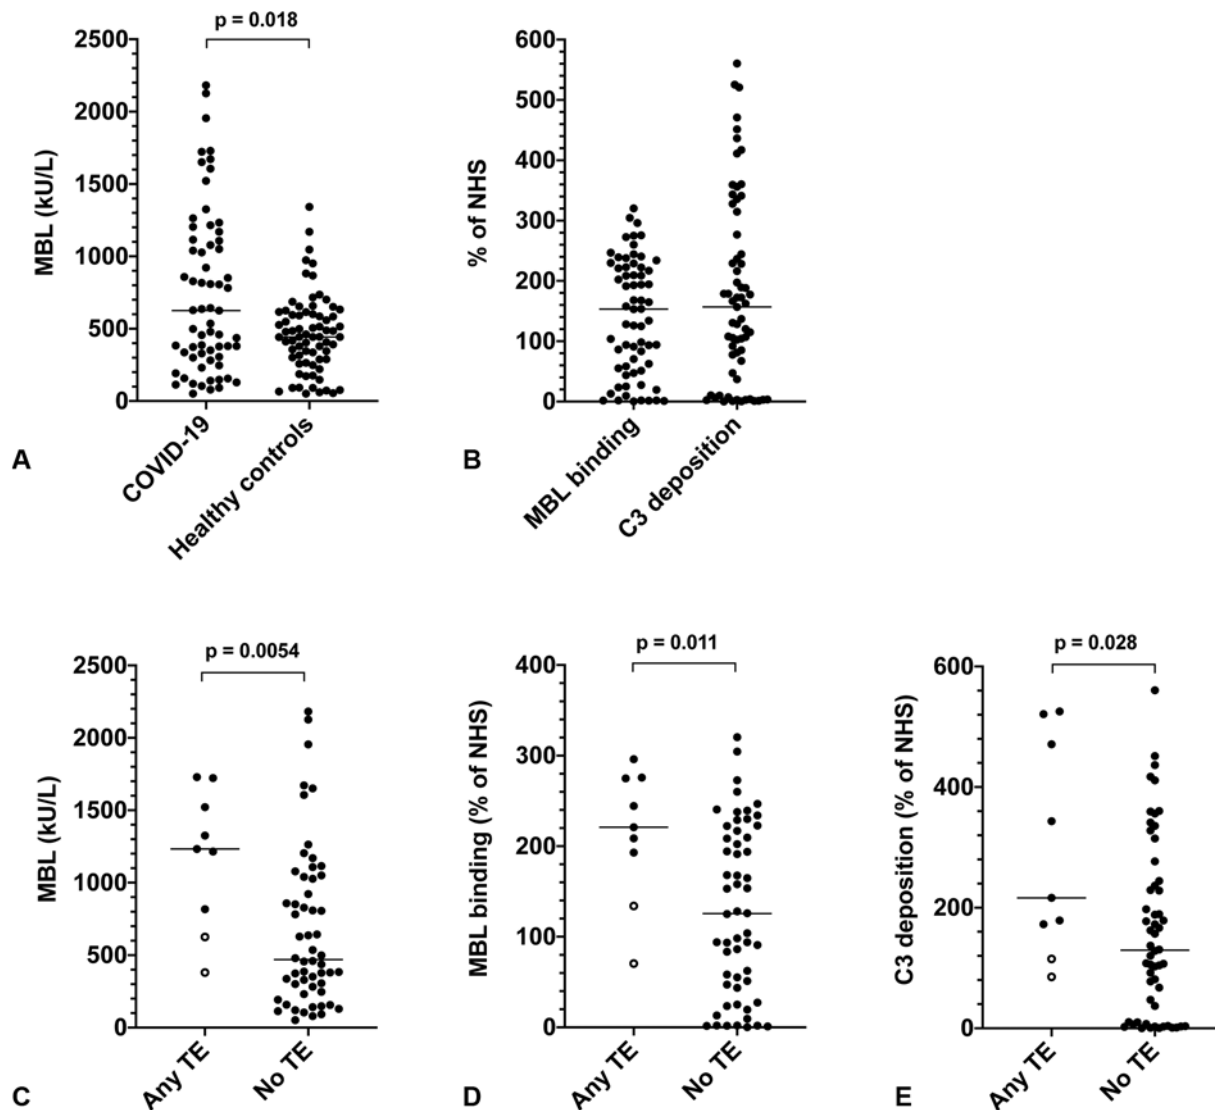 p = 0.018
2500
2000
1500
1000
500
0
MBL (kU/L)
COVID-19
Healthy controls
A
600
500
400
300
200
100
0
% of NHS
MBL binding
C3 deposition
B
p = 0.0054
2500
2000
1500
1000
500
0
MBL (kU/L)
Any TE
No TE
C
p = 0.011
400
300
200
100
0
MBL binding (% of NHS)
Any TE
No TE
D
p = 0.028
600
400
200
0
C3 deposition (% of NHS)
Any TE
No TE
E